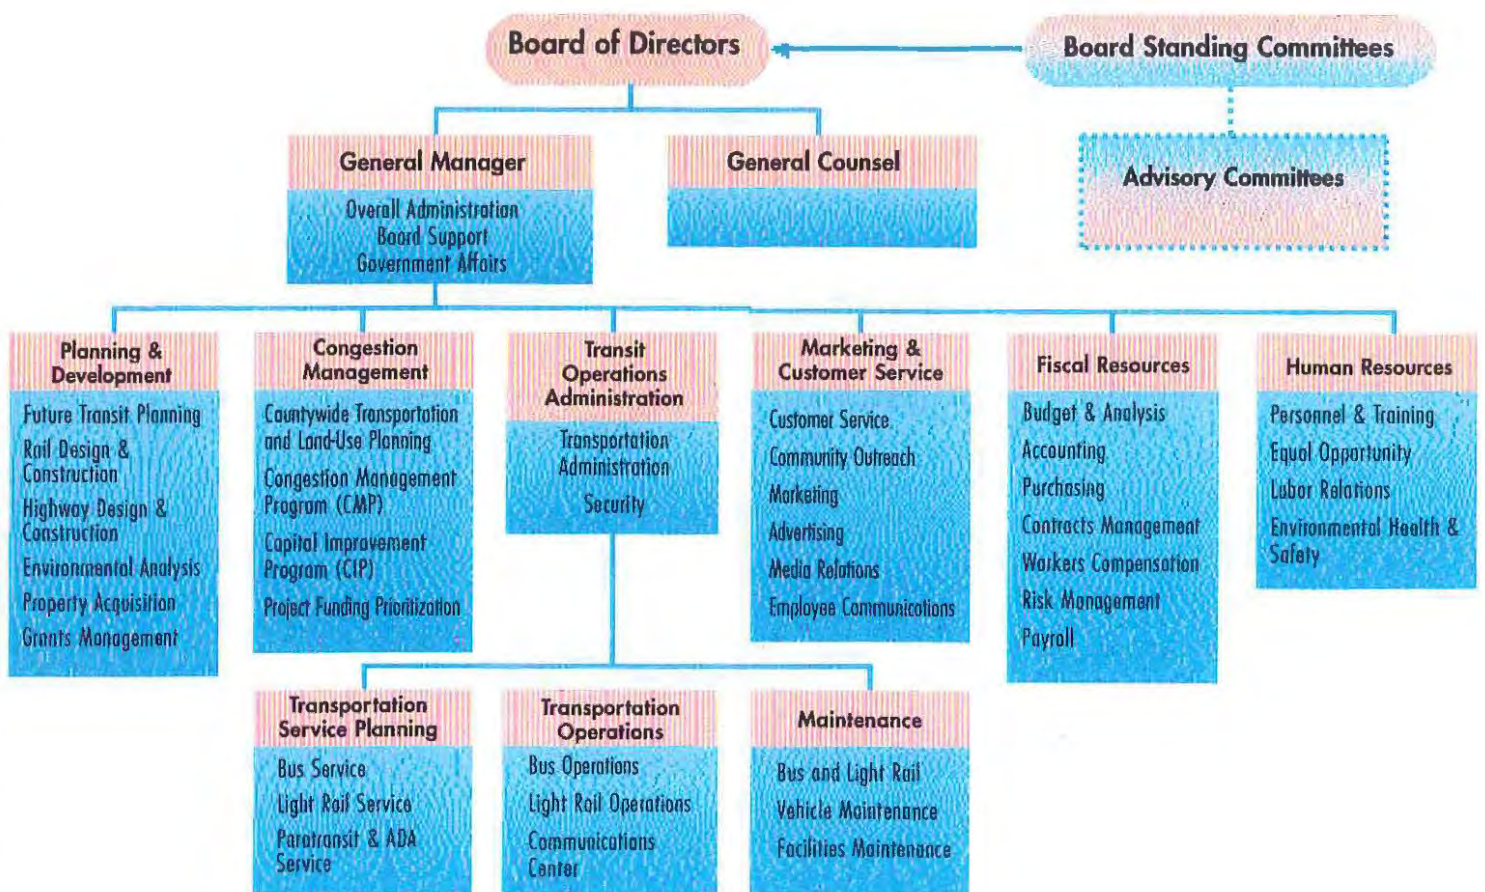 Board of Directors
Board Standing Committees
General Manager
Overall Administration
Board Support
Government Affairs
General Counsel
Advisory Committees
Planning &
Development
Future Transit Planning
Rail Design &
Construction
Highway Design &
Construction
Environmental Analysis
Property Acquisition
Grants Management
Congestion
Management
Countywide Transportation
and Land-Use Planning
Congestion Management
Program (CMP)
Capital Improvement
Program (CIP)
Project Funding Prioritization
Transit
Operations
Administration
Transportation
Administration
Security
Marketing &
Customer Service
Customer Service
Community Outreach
Marketing
Advertising
Media Relations
Employee Communications
Fiscal Resources
Budget & Analysis
Accounting
Purchasing
Contracts Management
Workers Compensation
Risk Management
Payroll
Human Resources
Personnel & Training
Equal Opportunity
Labor Relations
Environmental Health &
Safety
Transportation
Service Planning
Bus Service
Light Rail Service
Paratransit & ADA
Service
Transportation
Operations
Bus Operations
Light Rail Operations
Communications
Center
Maintenance
Bus and Light Rail
Vehicle Maintenance
Facilities Maintenance